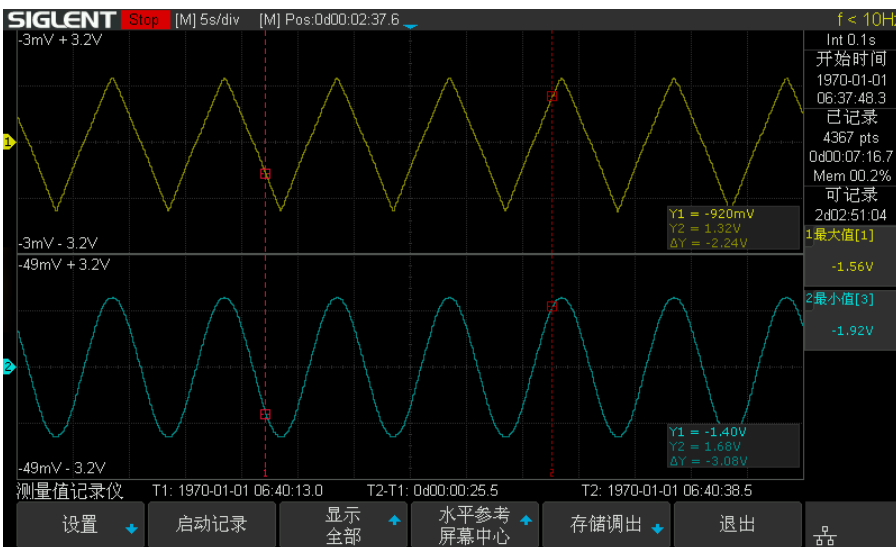 SIGLENT Stop [M] 5s/div [M] Pos:0d00:02:37.6 f < 10Hz
-3mV + 3.2V
Int 0.1s
开始时间
1970-01-01
06:37:48.3
已记录
4367 pts
0d00:07:16.7
Mem 00.2%
可记录
2d02:51:04
1
Y1 = -920mV
Y2 = 1.32V
ΔY = -2.24V
-3mV - 3.2V
1最大值[1]
-1.56V
-49mV + 3.2V
2最小值[3]
-1.92V
2
Y1 = -1.40V
Y2 = 1.68V
ΔY = -3.08V
-49mV - 3.2V
测量值记录仪 T1: 1970-01-01 06:40:13.0 T2-T1: 0d00:00:25.5 T2: 1970-01-01 06:40:38.5
设置 启动记录 显示 水平参考 存储调出 退出
全部 屏幕中心